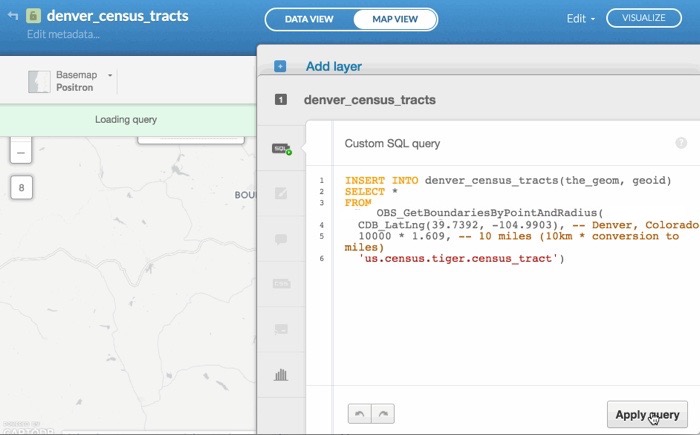 denver_census_tracts
Edit metadata...
DATA VIEW
MAP VIEW
Edit
VISUALIZE
Basemap
Positron
Loading query
8
BOU
Add layer
1
denver_census_tracts
SQL
Custom SQL query
?
1 INSERT INTO denver_census_tracts(the_geom, geoid)
2 SELECT *
3 FROM
OBS_GetBoundariesByPointAndRadius(
4 CDB_LatLng(39.7392, -104.9903), -- Denver, Colorado
5 10000 * 1.609, -- 10 miles (10km * conversion to
miles)
6 'us.census.tiger.census_tract')
Apply query